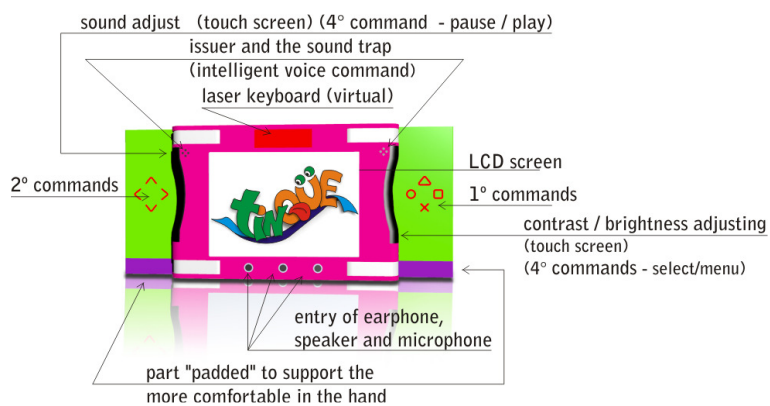 sound adjust (touch screen) (4° command - pause / play)
issuer and the sound trap
(intelligent voice command)
laser keyboard (virtual)
LCD screen
2° commands
1° commands
tinQüE
contrast / brightness adjusting
(touch screen)
(4° commands - select/menu)
entry of earphone,
speaker and microphone
part "padded" to support the
more comfortable in the hand